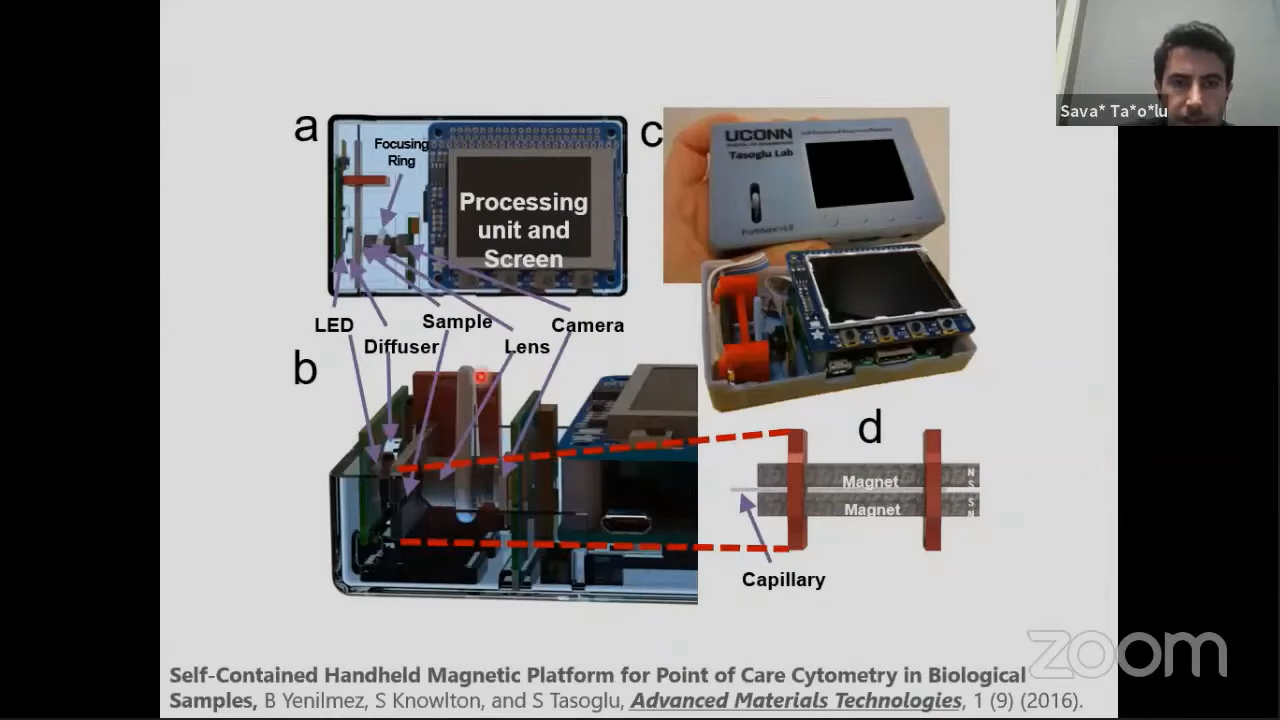 Sava* Ta*o*lu
a
Focusing
Ring
Processing
unit and
Screen
c
UCONN
Tasoglu Lab
LED
Sample
Camera
Diffuser
Lens
b
d
Magnet
N
S
Magnet
S
N
Capillary
zoom
Self-Contained Handheld Magnetic Platform for Point of Care Cytometry in Biological
Samples, B Yenilmez, S Knowlton, and S Tasoglu, Advanced Materials Technologies, 1 (9) (2016).